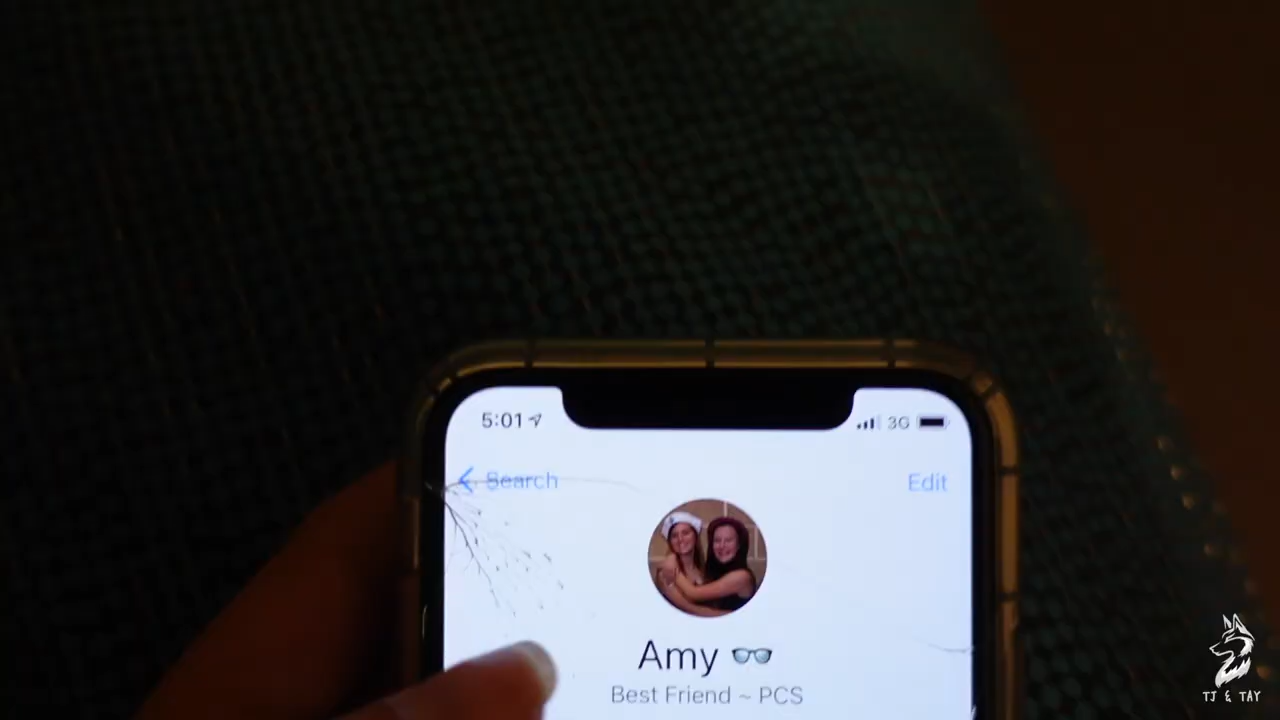 5:01 3G
Search Edit
Amy 👓
Best Friend ~ PCS
TJ & TAY